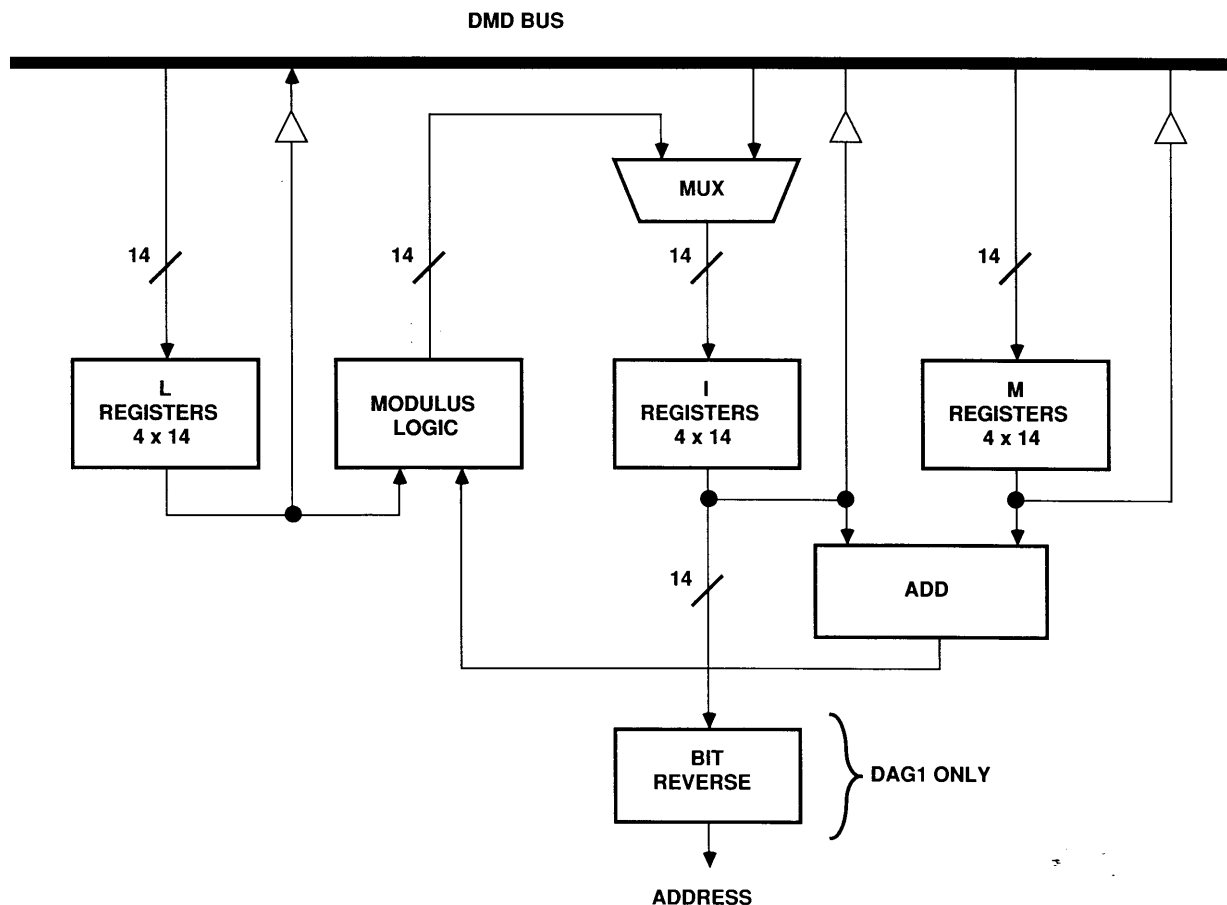 DMD BUS
MUX
14
14
14
14
L
REGISTERS
4 x 14
MODULUS
LOGIC
I
REGISTERS
4 x 14
M
REGISTERS
4 x 14
14
ADD
BIT
REVERSE
DAG1 ONLY
ADDRESS